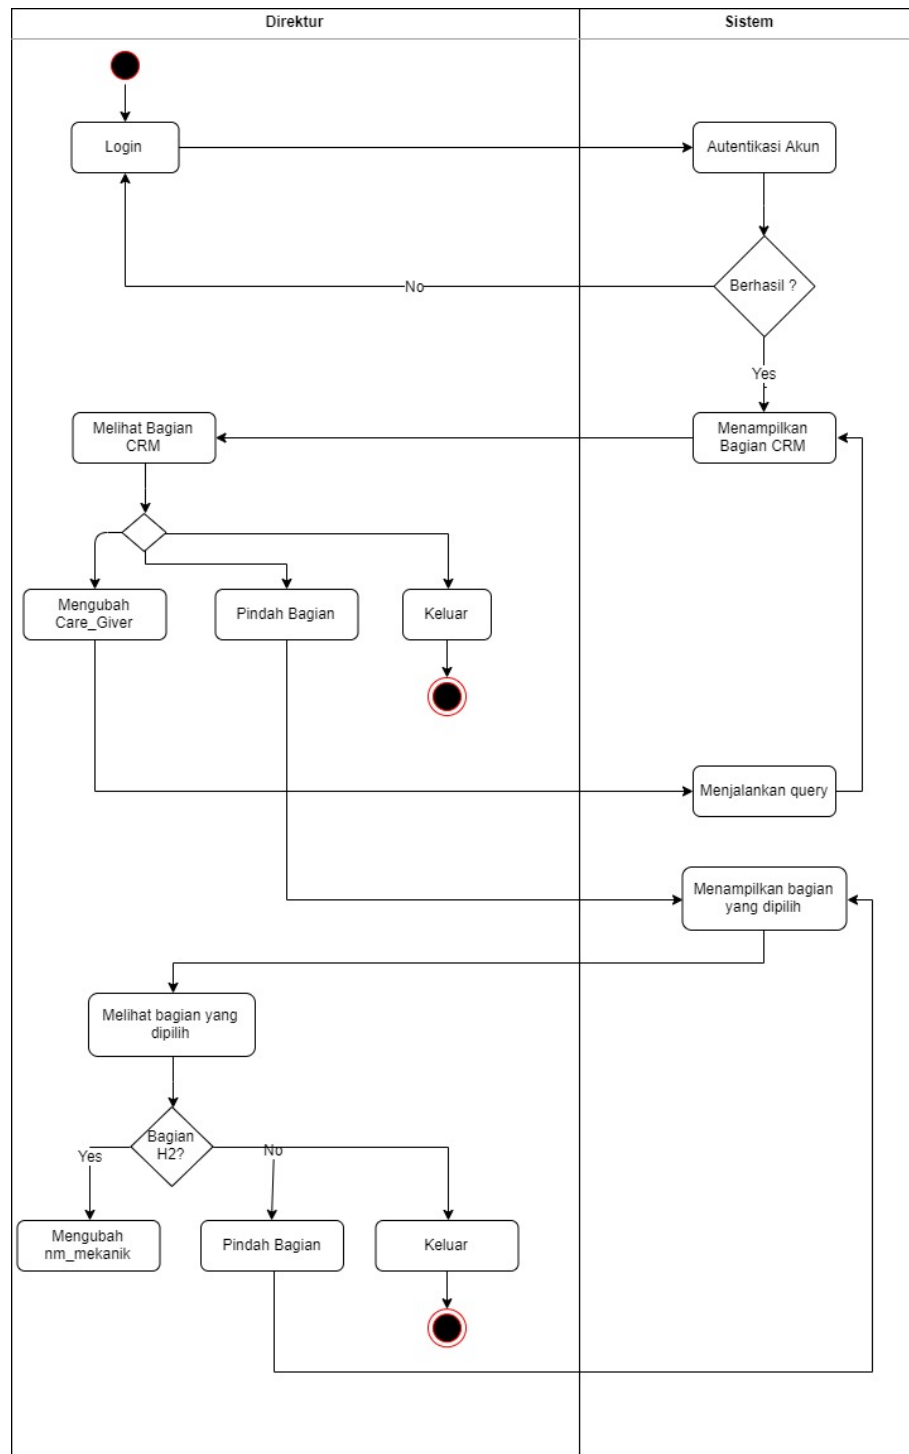 Direktur
Sistem
Login
Autentikasi Akun
Berhasil ?
No
Yes
Melihat Bagian
CRM
Menampilkan
Bagian CRM
Mengubah
Care_Giver
Pindah Bagian
Keluar
Menjalankan query
Menampilkan bagian
yang dipilih
Melihat bagian yang
dipilih
Bagian
H2?
Yes
No
Mengubah
nm_mekanik
Pindah Bagian
Keluar